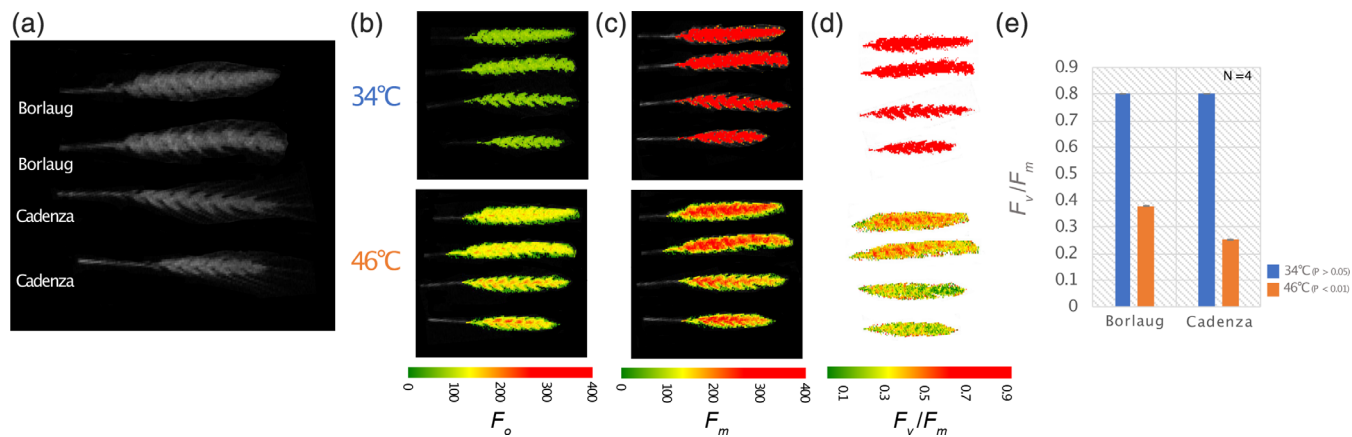 (a)
Borlaug
Borlaug
Cadenza
Cadenza
(b)
34℃
46℃
0
100
200
300
400
Fo
(c)
0
100
200
300
400
Fm
(d)
0.1
0.3
0.5
0.7
0.9
Fv/Fm
(e)
N=4
0.9
0.8
0.7
0.6
0.5
0.4
0.3
0.2
0.1
0
Fv/Fm
Borlaug
Cadenza
34℃(P > 0.05)
46℃(P < 0.01)